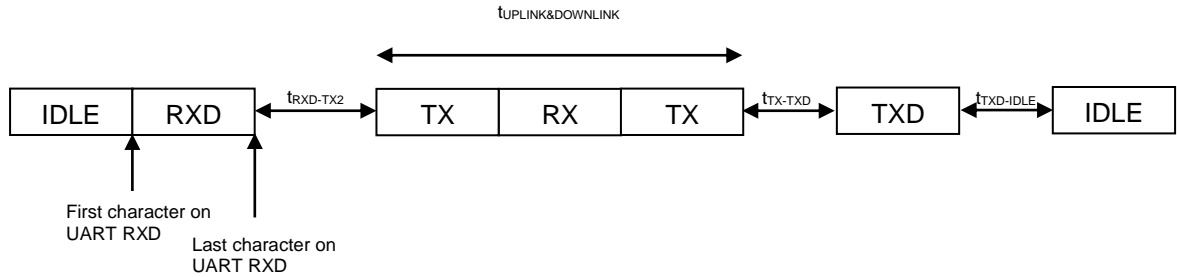 tUPLINK&DOWNLINK
IDLE RXD tRXD-TX2 TX RX TX tTX-TXD TXD tTXD-IDLE IDLE
First character on
UART RXD
Last character on
UART RXD